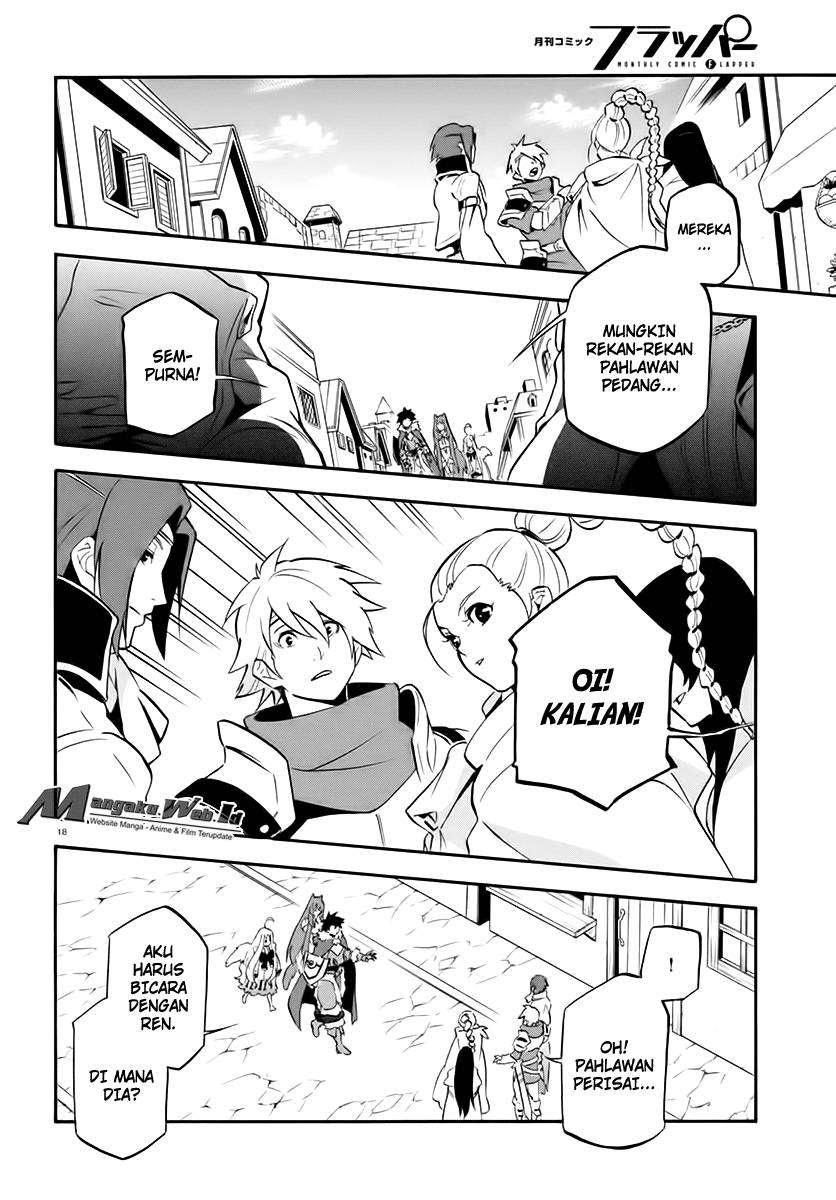 月刊コミック
フラッパー
MONTHLY COMIC FLAPPER
MEREKA
...
MUNGKIN
REKAN-REKAN
PAHLAWAN
PEDANG...
SEM-
PURNA!
OI!
KALIAN!
Mangaku.Web.Id
Website Manga - Anime & Film Terupdate
18
!
OH!
PAHLAWAN
PERISAI...
AKU
HARUS
BICARA
DENGAN
REN.
DI MANA
DIA?